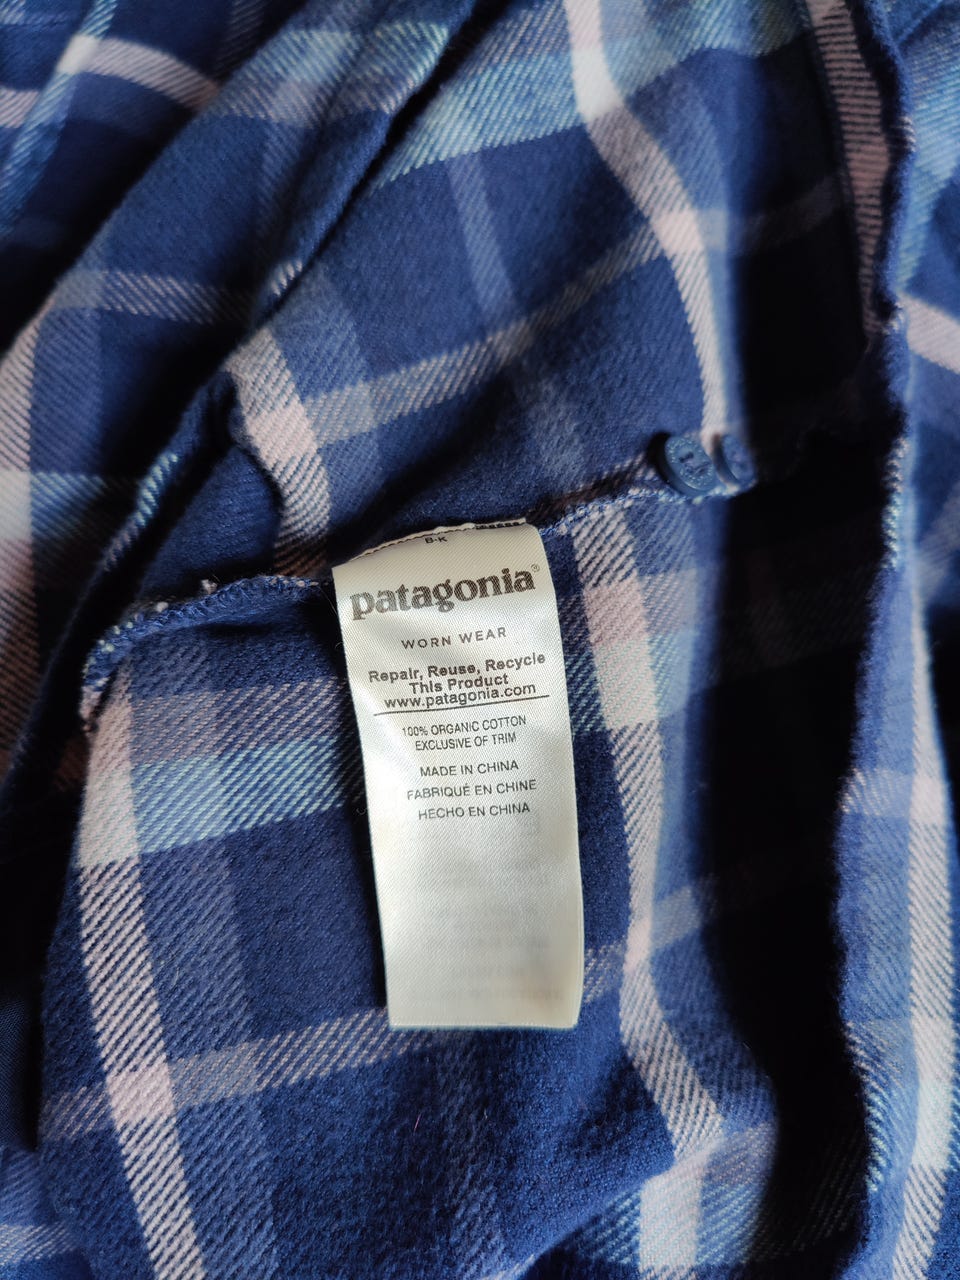 B-K
patagonia®
WORN WEAR
Repair, Reuse, Recycle
This Product
www.patagonia.com
100% ORGANIC COTTON
EXCLUSIVE OF TRIM
MADE IN CHINA
FABRIQUÉ EN CHINE
HECHO EN CHINA